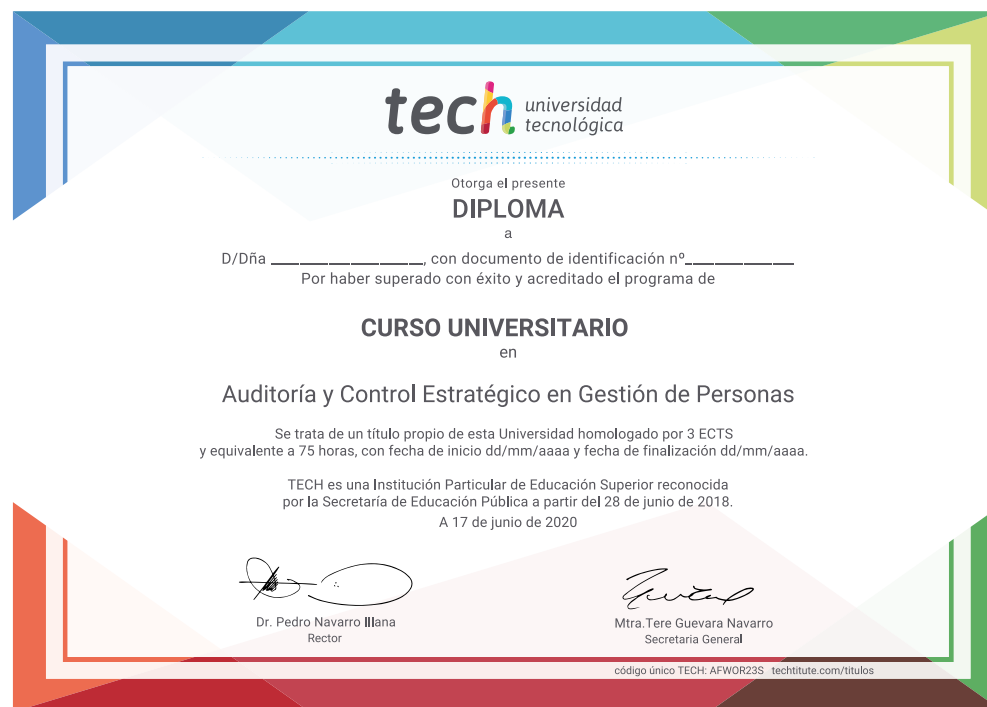 tech universidad
tecnológica
Otorga el presente
DIPLOMA
a
D/Dña ____________________, con documento de identificación nº______________
Por haber superado con éxito y acreditado el programa de
CURSO UNIVERSITARIO
en
Auditoría y Control Estratégico en Gestión de Personas
Se trata de un título propio de esta Universidad homologado por 3 ECTS
y equivalente a 75 horas, con fecha de inicio dd/mm/aaaa y fecha de finalización dd/mm/aaaa.
TECH es una Institución Particular de Educación Superior reconocida
por la Secretaría de Educación Pública a partir del 28 de junio de 2018.
A 17 de junio de 2020
Dr. Pedro Navarro Illana
Rector
Mtra.Tere Guevara Navarro
Secretaria General
código único TECH: AFWOR23S techtitute.com/titulos